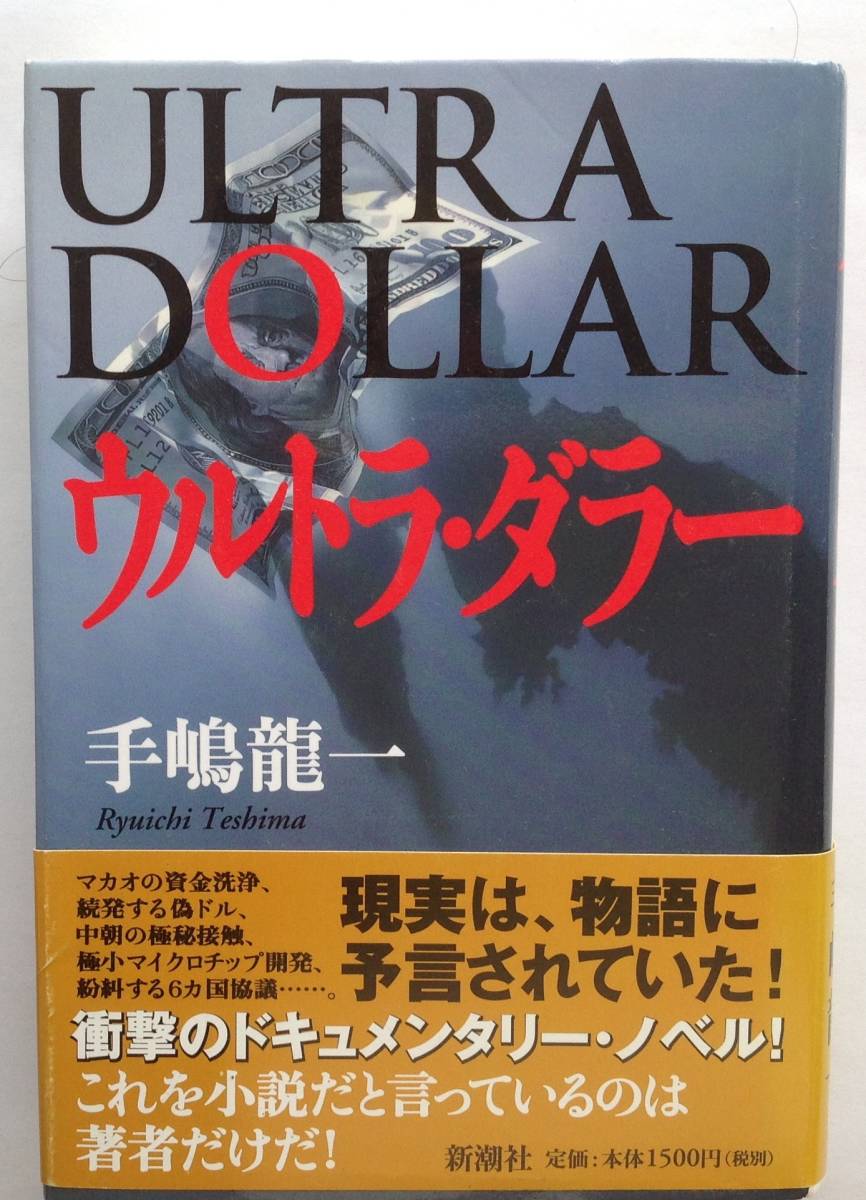 ULTRA
DOLLAR
ウルトラ・ダラー
手嶋龍一
Ryuichi Teshima
マカオの資金洗浄、
続発する偽ドル、
中朝の極秘接触、
極小マイクロチップ開発、
紛糾する6カ国協議……。
現実は、物語に
予言されていた!
衝撃のドキュメンタリー・ノベル!
これを小説だと言っているのは
著者だけだ!
新潮社 定価:本体1500円(税別)